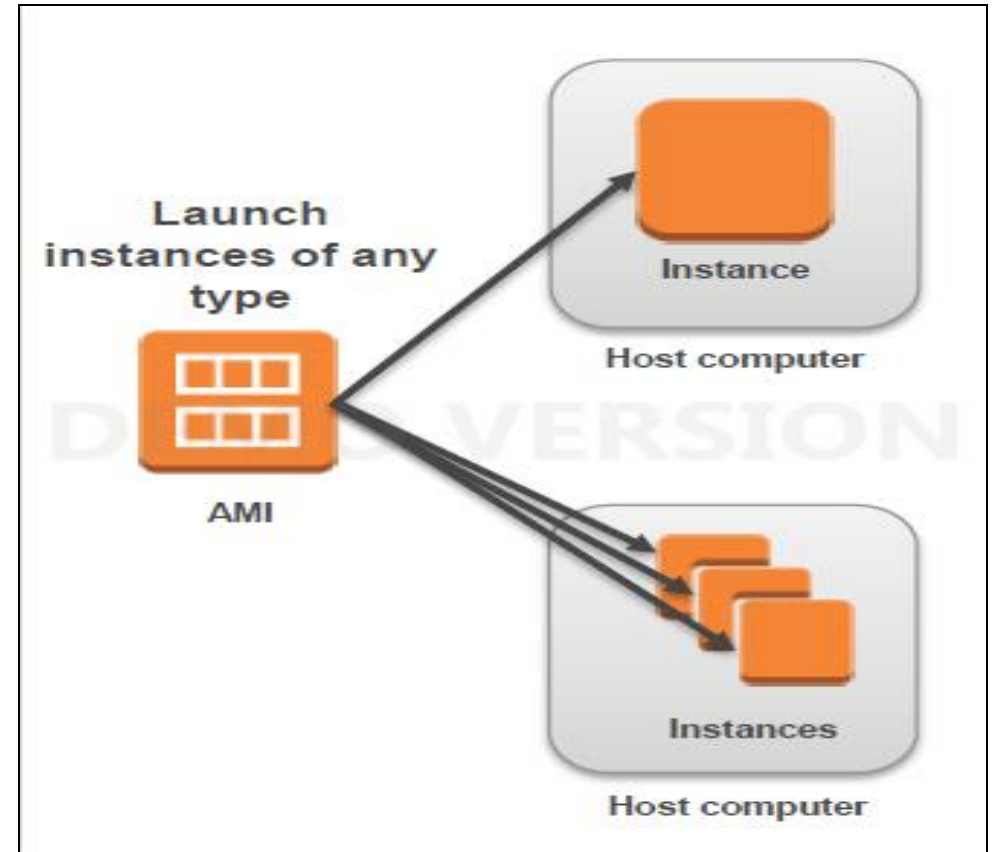 Launch
instances of any
type
AMI
Instance
Host computer
VERSION
Instances
Host computer